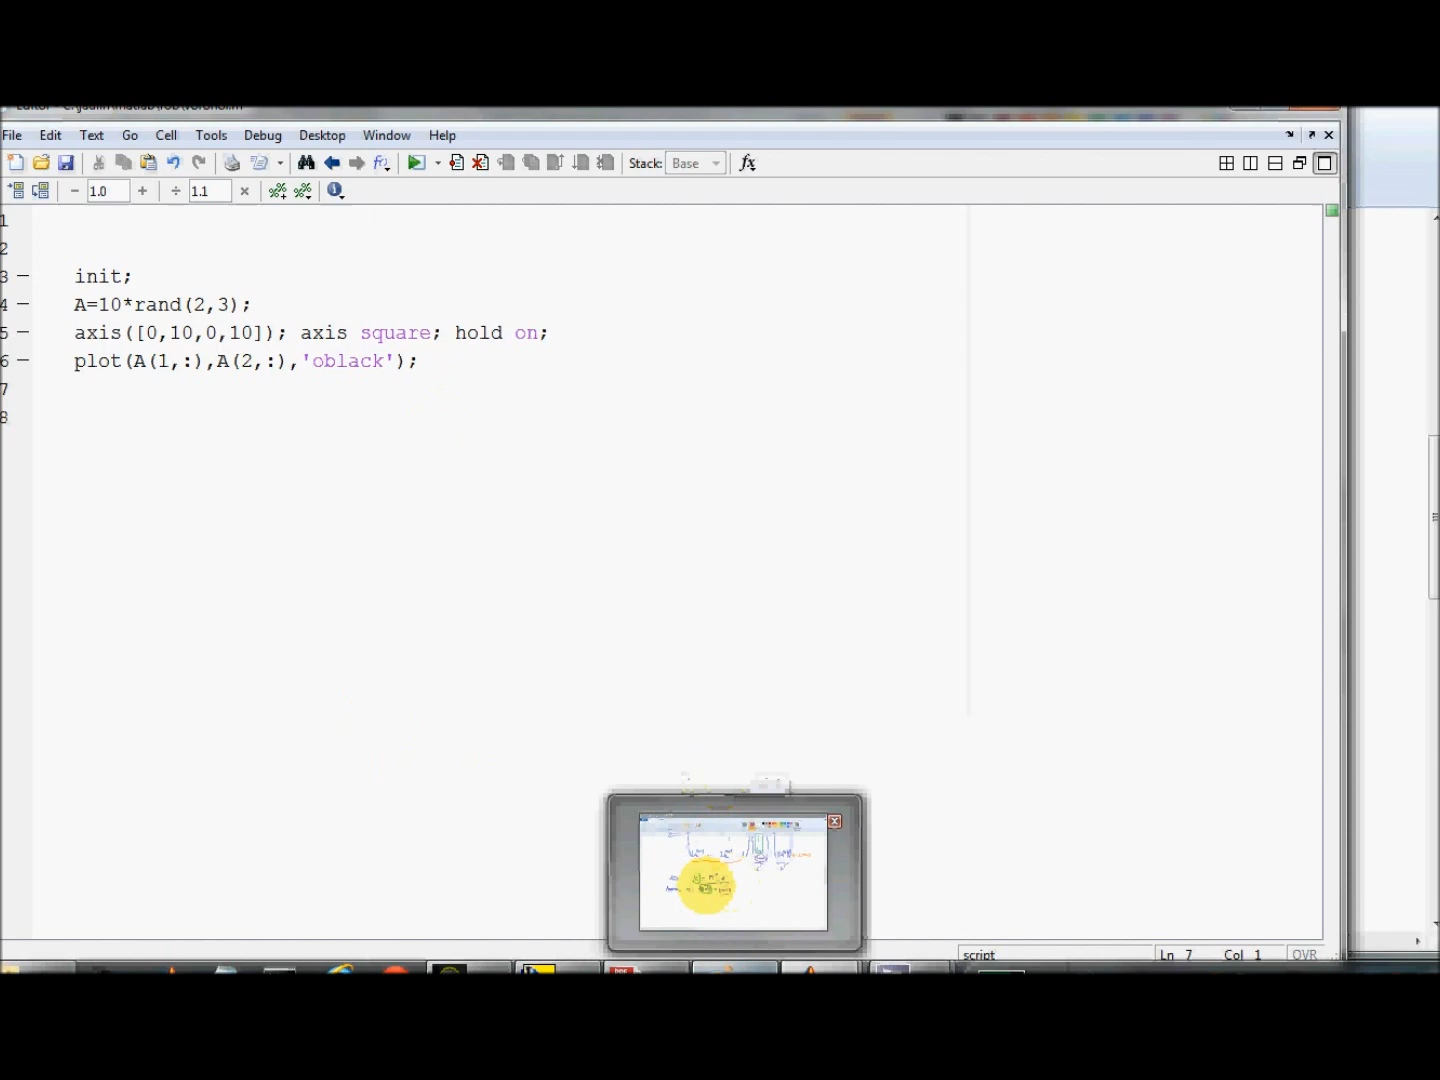 File Edit Text Go Cell Tools Debug Desktop Window Help
Stack: Base fx
− 1.0 + ÷ 1.1 ×
1
2
3 − init;
4 − A=10*rand(2,3);
5 − axis([0,10,0,10]); axis square; hold on;
6 − plot(A(1,:),A(2,:),'oblack');
7
8
script Ln 7 Col 1 OVR